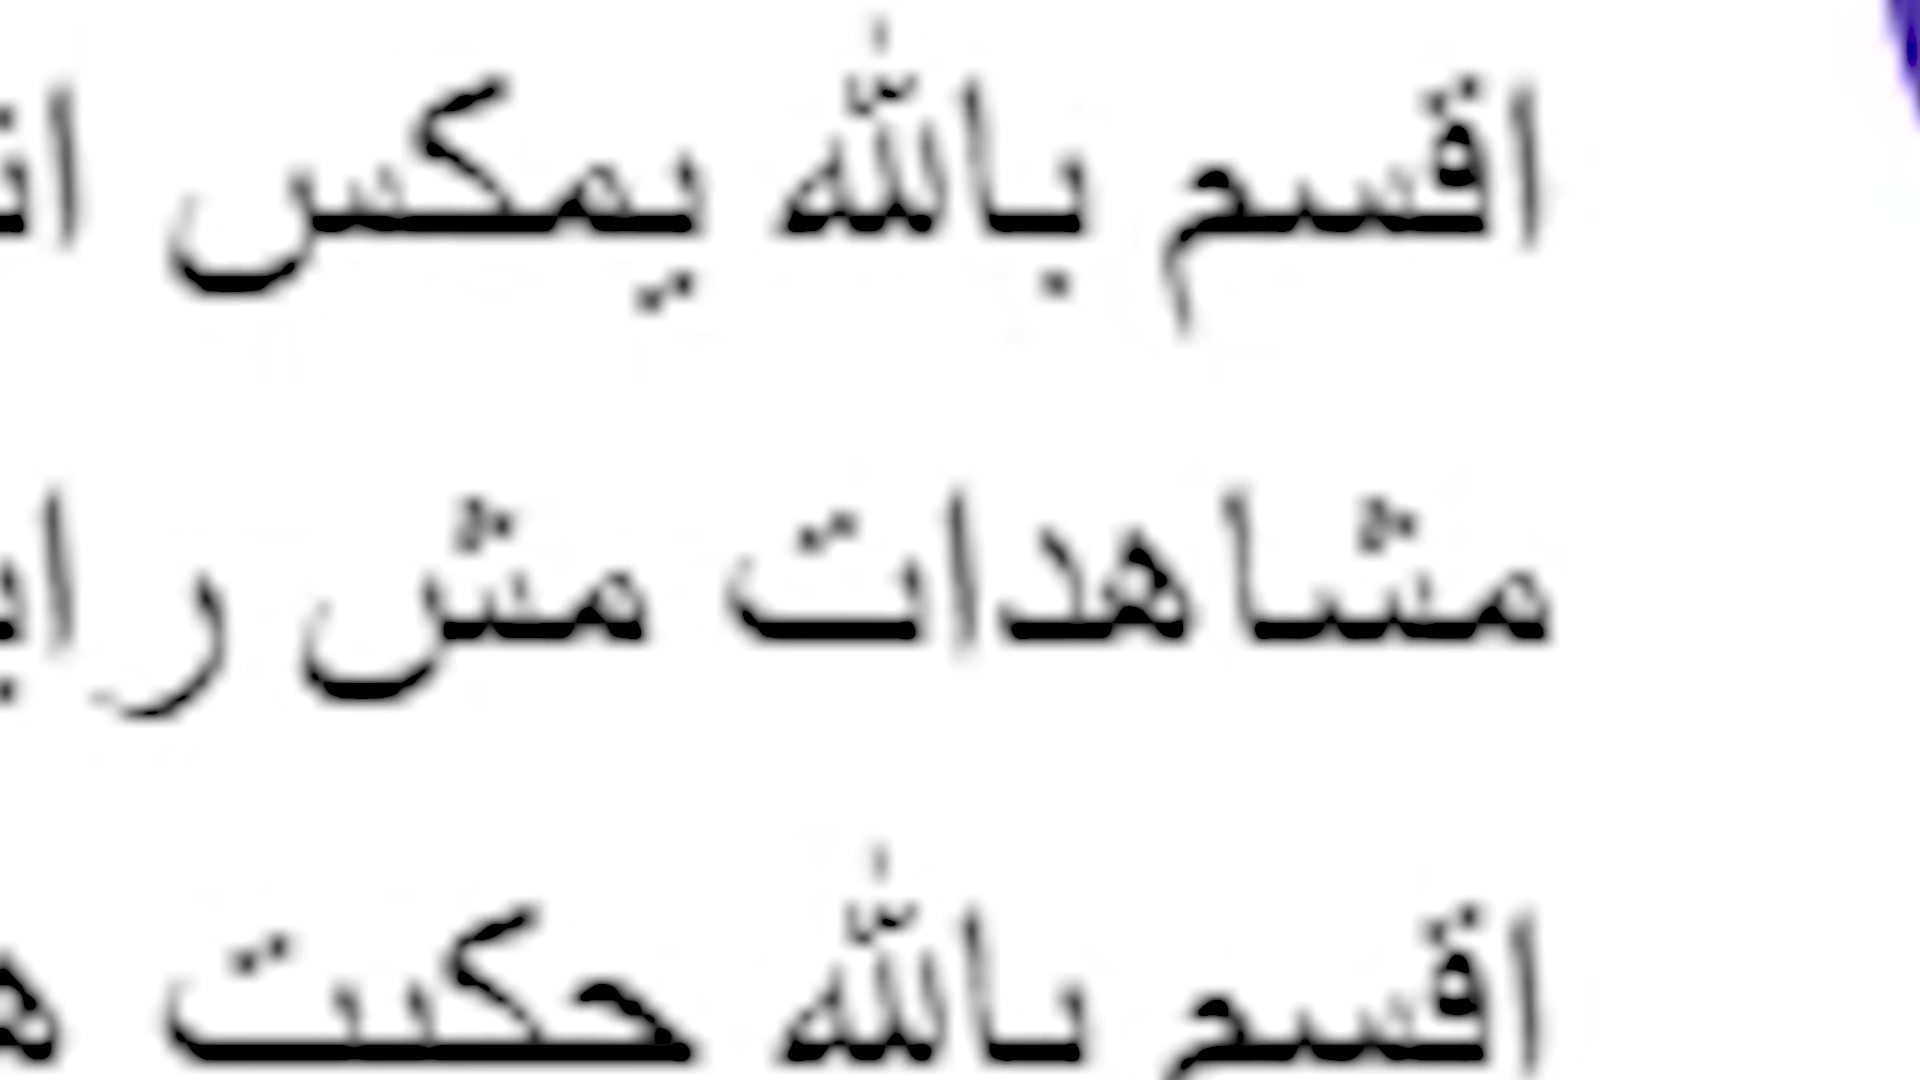 اقسم بالله يمكس
مشاهدات مش
اقسم بالله حكيت